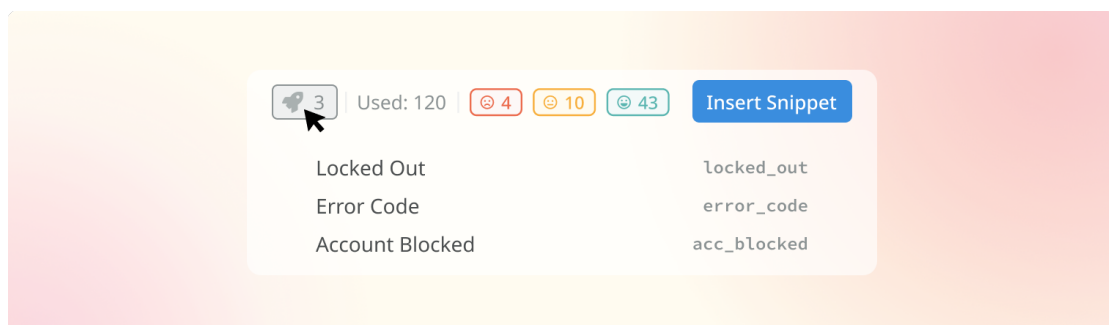 3 Used: 120 4 10 43 Insert Snippet
Locked Out locked_out
Error Code error_code
Account Blocked acc_blocked